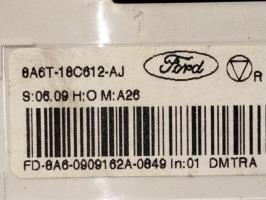 8A6T-18C612-AJ
Ford
R
S:06.09 H:O M:A26
FD-8A6-0909162A-0849 In:01 DMTRA